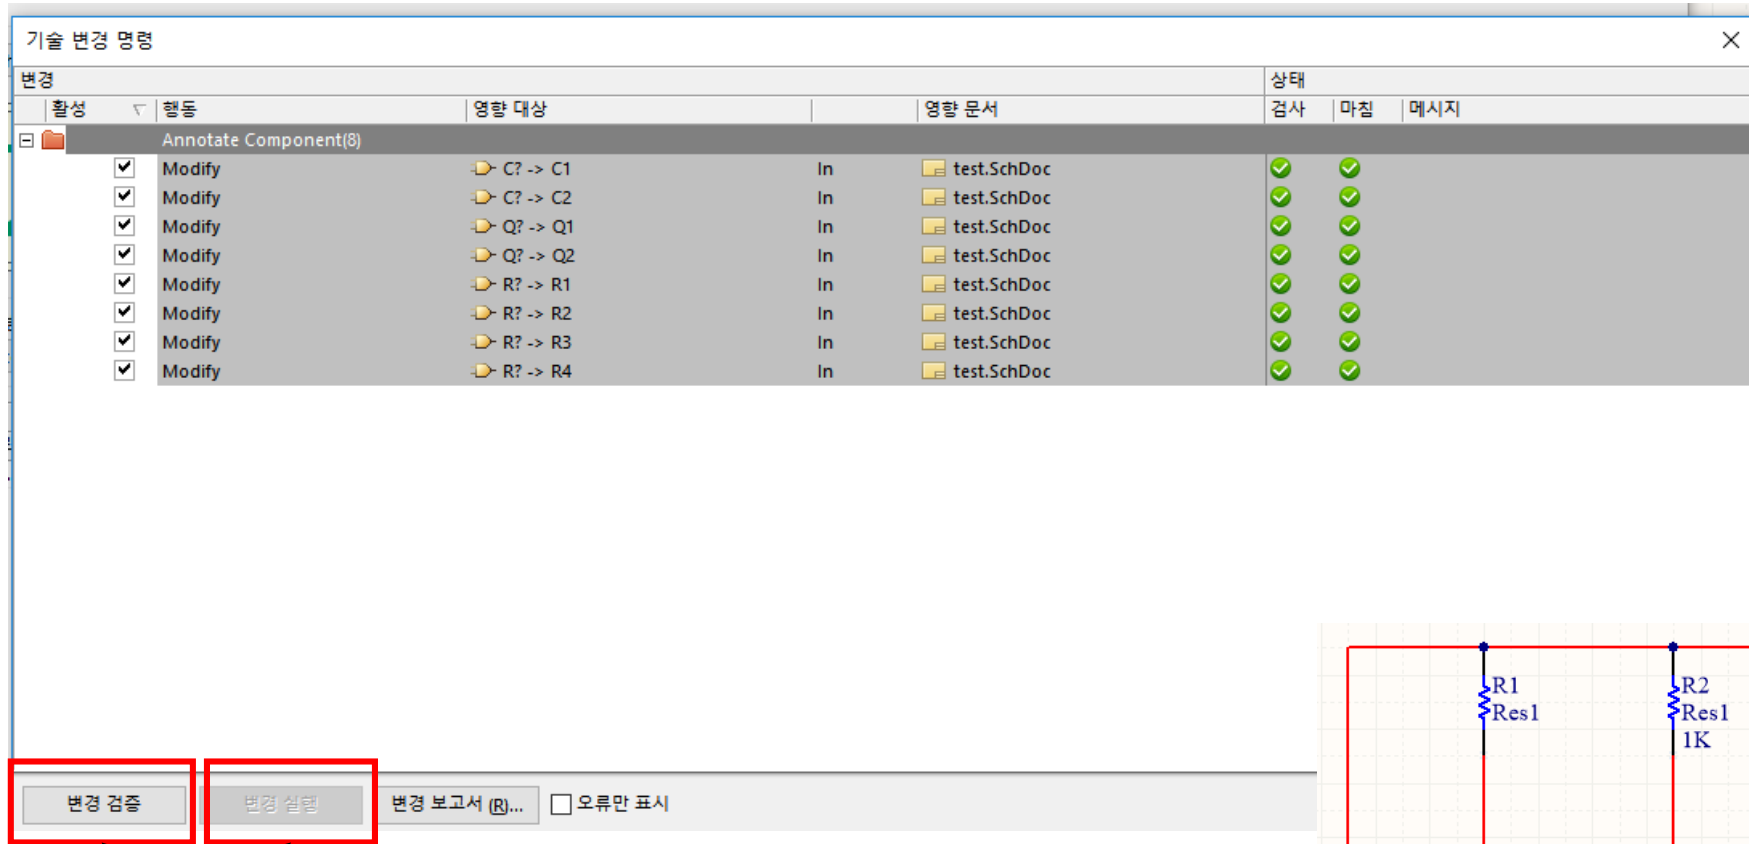 기술 변경 명령
변경 상태
활성 행동 영향 대상 영향 문서 검사 마침 메시지
Annotate Component(8)
Modify C? -> C1 In test.SchDoc
Modify C? -> C2 In test.SchDoc
Modify Q? -> Q1 In test.SchDoc
Modify Q? -> Q2 In test.SchDoc
Modify R? -> R1 In test.SchDoc
Modify R? -> R2 In test.SchDoc
Modify R? -> R3 In test.SchDoc
Modify R? -> R4 In test.SchDoc
R1 R2
Res1 Res1
1K
변경 검증 변경 실행 변경 보고서 (R)... 오류만 표시